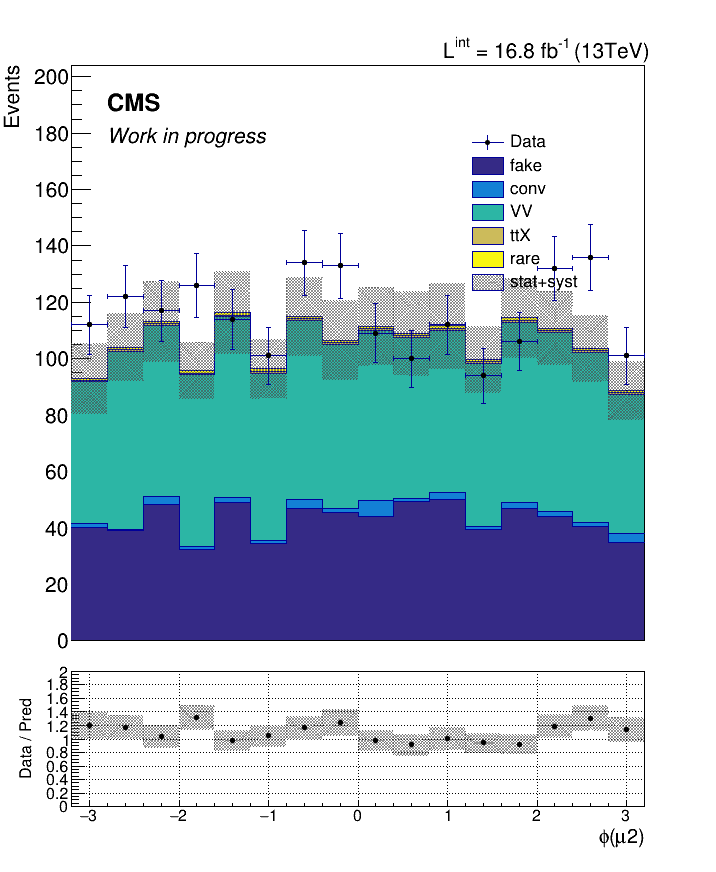 L^int = 16.8 fb^-1 (13TeV)
Events
200
180
160
140
120
100
80
60
40
20
0
CMS
Work in progress
Data
fake
conv
VV
ttX
rare
stat+syst
Data / Pred
2
1.8
1.6
1.4
1.2
1
0.8
0.6
0.4
0.2
0
−3 −2 −1 0 1 2 3
ϕ(μ2)